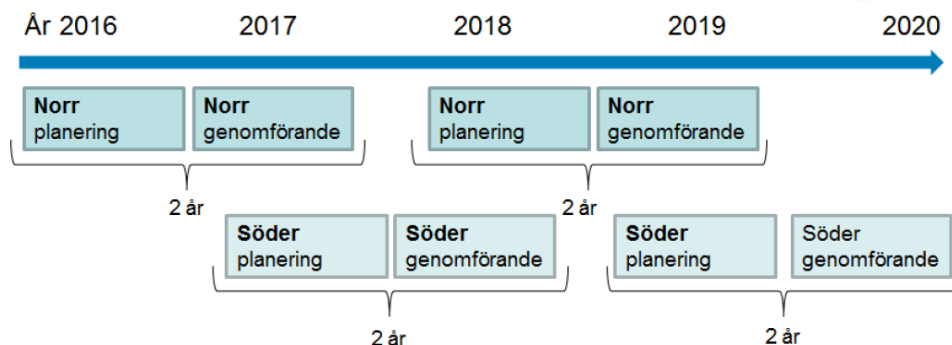 År 2016 2017 2018 2019 2020
Norr
planering
Norr
genomförande
Norr
planering
Norr
genomförande
2 år
2 år
Söder
planering
Söder
genomförande
Söder
planering
Söder
genomförande
2 år
2 år